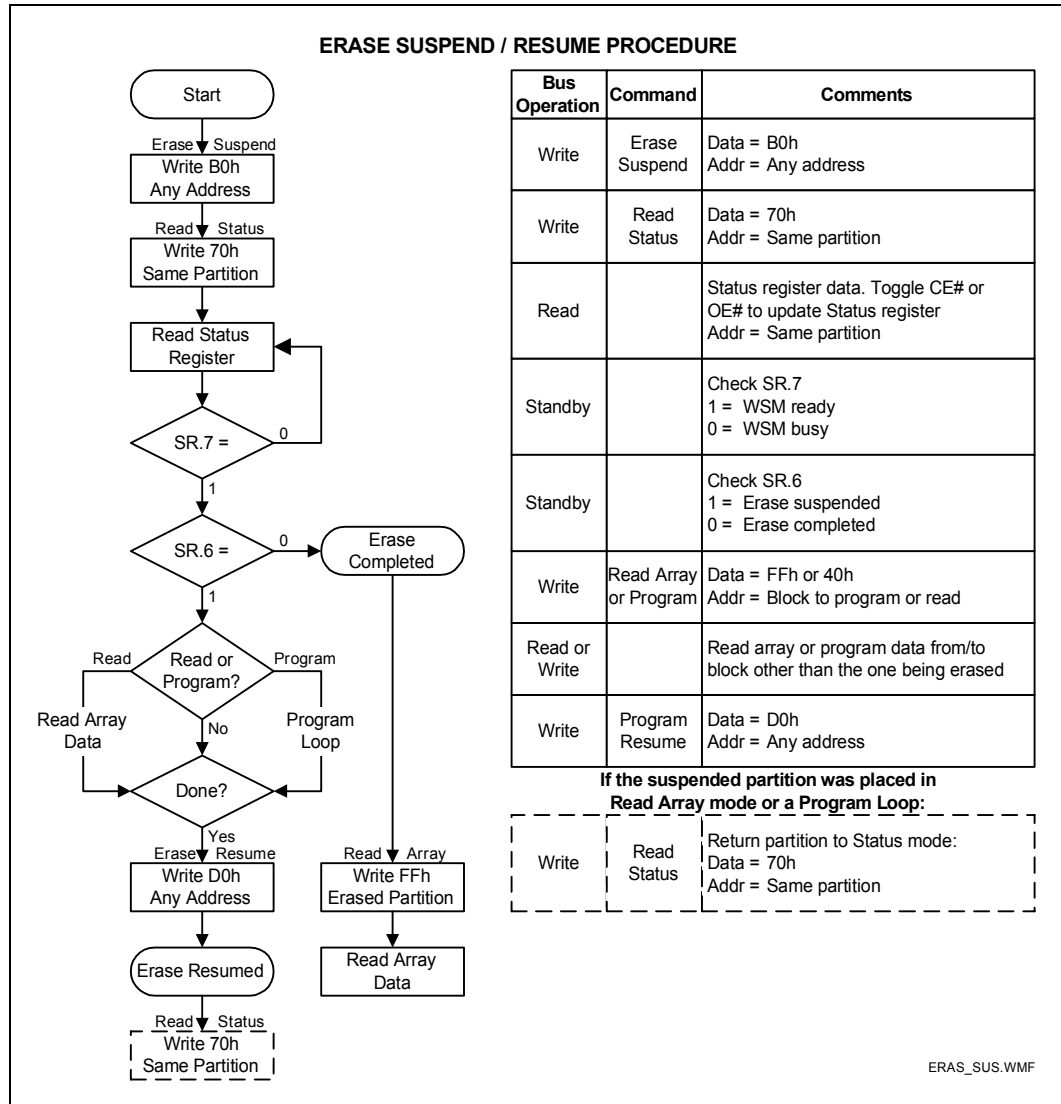 ERASE SUSPEND / RESUME PROCEDURE
Start
Erase Suspend
Write B0h
Any Address
Read Status
Write 70h
Same Partition
Read Status
Register
SR.7 =
0
1
SR.6 =
0
Erase
Completed
1
Read
Read or
Program?
Program
Read Array
Data
No
Program
Loop
Done?
Yes
Erase Resume
Write D0h
Any Address
Read Array
Write FFh
Erased Partition
Erase Resumed
Read Array
Data
Read Status
Write 70h
Same Partition
Bus
Operation
Command
Comments
Write
Erase
Suspend
Data = B0h
Addr = Any address
Write
Read
Status
Data = 70h
Addr = Same partition
Read
Status register data. Toggle CE# or
OE# to update Status register
Addr = Same partition
Standby
Check SR.7
1 = WSM ready
0 = WSM busy
Standby
Check SR.6
1 = Erase suspended
0 = Erase completed
Write
Read Array
or Program
Data = FFh or 40h
Addr = Block to program or read
Read or
Write
Read array or program data from/to
block other than the one being erased
Write
Program
Resume
Data = D0h
Addr = Any address
If the suspended partition was placed in
Read Array mode or a Program Loop:
Write
Read
Status
Return partition to Status mode:
Data = 70h
Addr = Same partition
ERAS_SUS.WMF